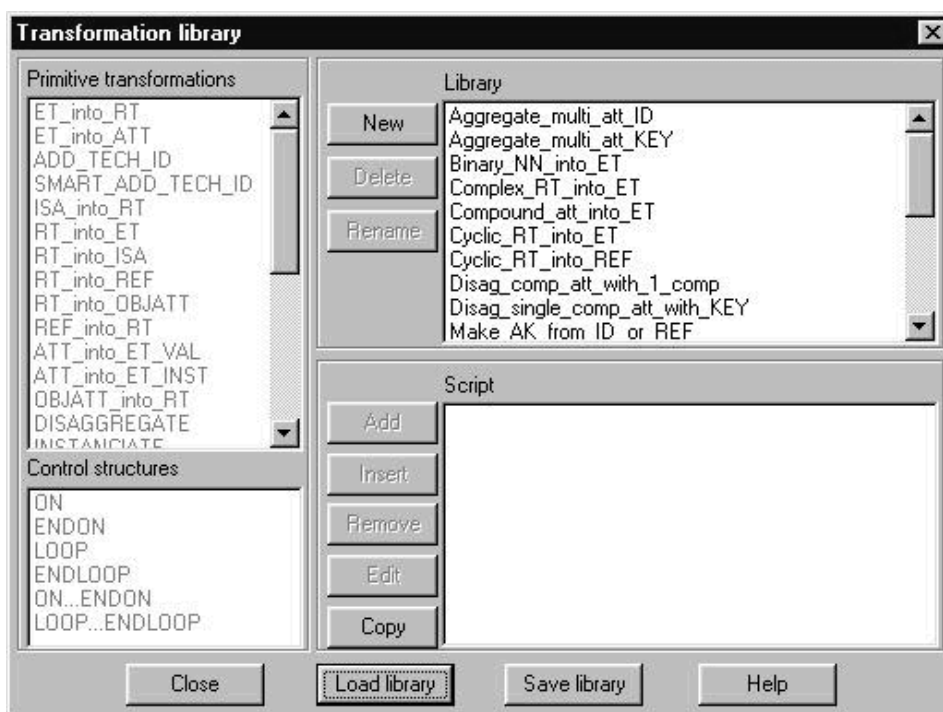 Transformation library
Primitive transformations
ET_into_RT
ET_into_ATT
ADD_TECH_ID
SMART_ADD_TECH_ID
ISA_into_RT
RT_into_ET
RT_into_ISA
RT_into_REF
RT_into_OBJATT
REF_into_RT
ATT_into_ET_VAL
ATT_into_ET_INST
OBJATT_into_RT
DISAGGREGATE
INSTANCIATE
Control structures
ON
ENDON
LOOP
ENDLOOP
ON...ENDON
LOOP...ENDLOOP
Library
New
Delete
Rename
Aggregate_multi_att_ID
Aggregate_multi_att_KEY
Binary_NN_into_ET
Complex_RT_into_ET
Compound_att_into_ET
Cyclic_RT_into_ET
Cyclic_RT_into_REF
Disag_comp_att_with_1_comp
Disag_single_comp_att_with_KEY
Make_AK_from_ID_or_REF
Script
Add
Insert
Remove
Edit
Copy
Close
Load library
Save library
Help